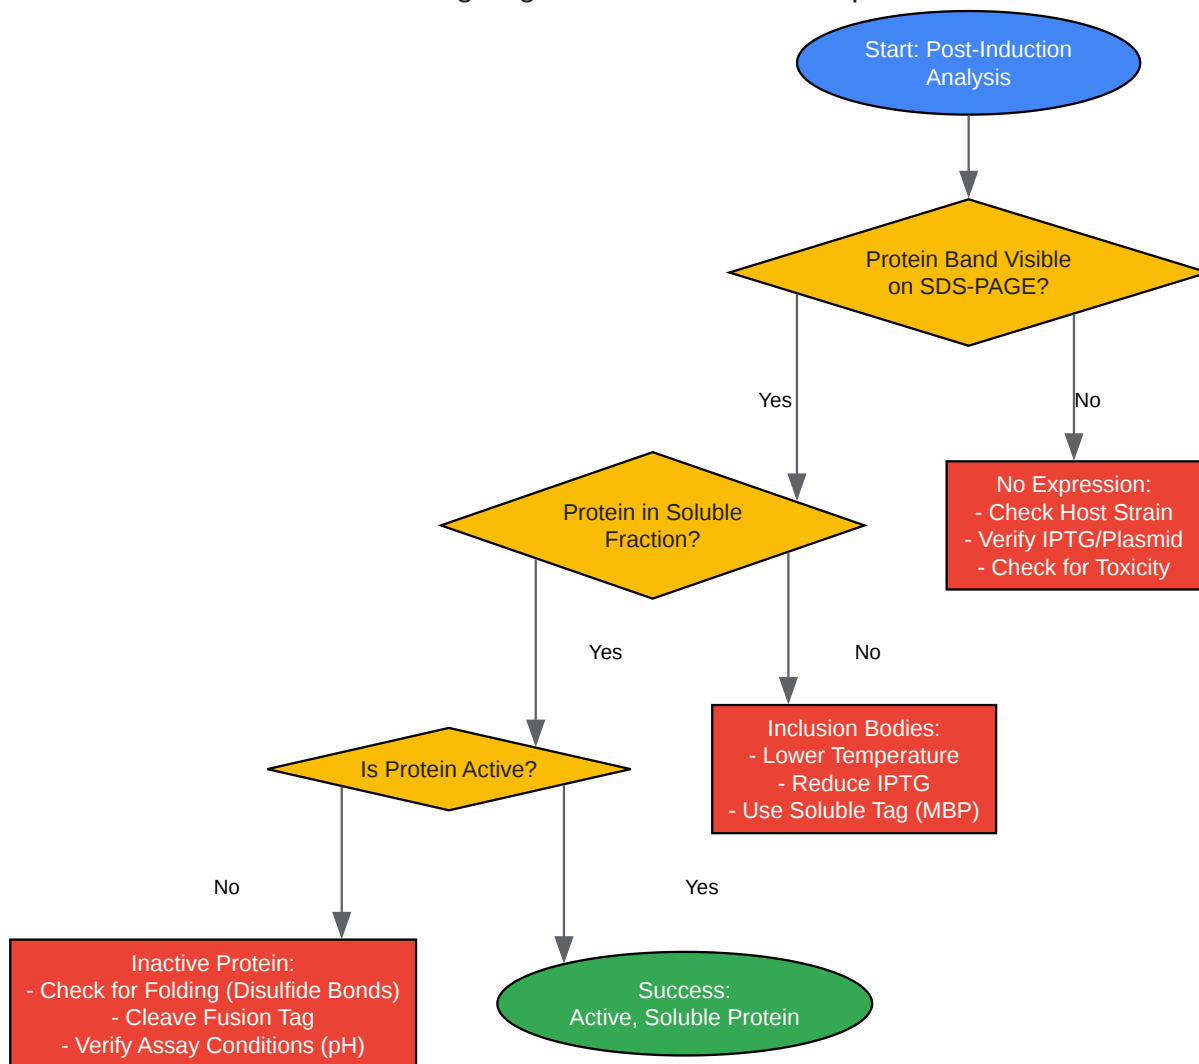 Start: Post-Induction
Analysis
Protein Band Visible
on SDS-PAGE?
Yes
No
Protein in Soluble
Fraction?
No Expression:
- Check Host Strain
- Verify IPTG/Plasmid
- Check for Toxicity
Yes
No
Inclusion Bodies:
- Lower Temperature
- Reduce IPTG
- Use Soluble Tag (MBP)
Is Protein Active?
No
Yes
Inactive Protein:
- Check for Folding (Disulfide Bonds)
- Cleave Fusion Tag
- Verify Assay Conditions (pH)
Success:
Active, Soluble Protein